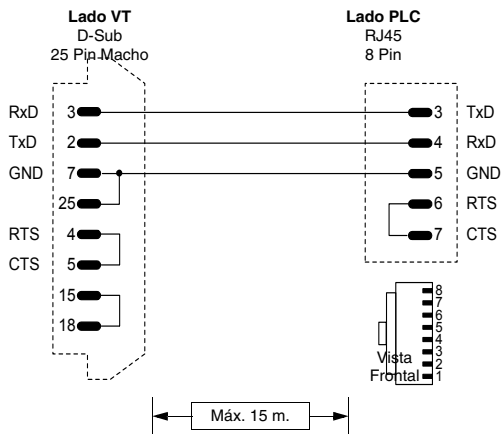 Lado VT Lado PLC
D-Sub RJ45
25 Pin Macho 8 Pin
RxD 3 3 TxD
TxD 2 4 RxD
GND 7 5 GND
25 6 RTS
RTS 4 7 CTS
CTS 5
15
18
8
7
6
5
4
3
2
1
Vista
Frontal
Máx. 15 m.